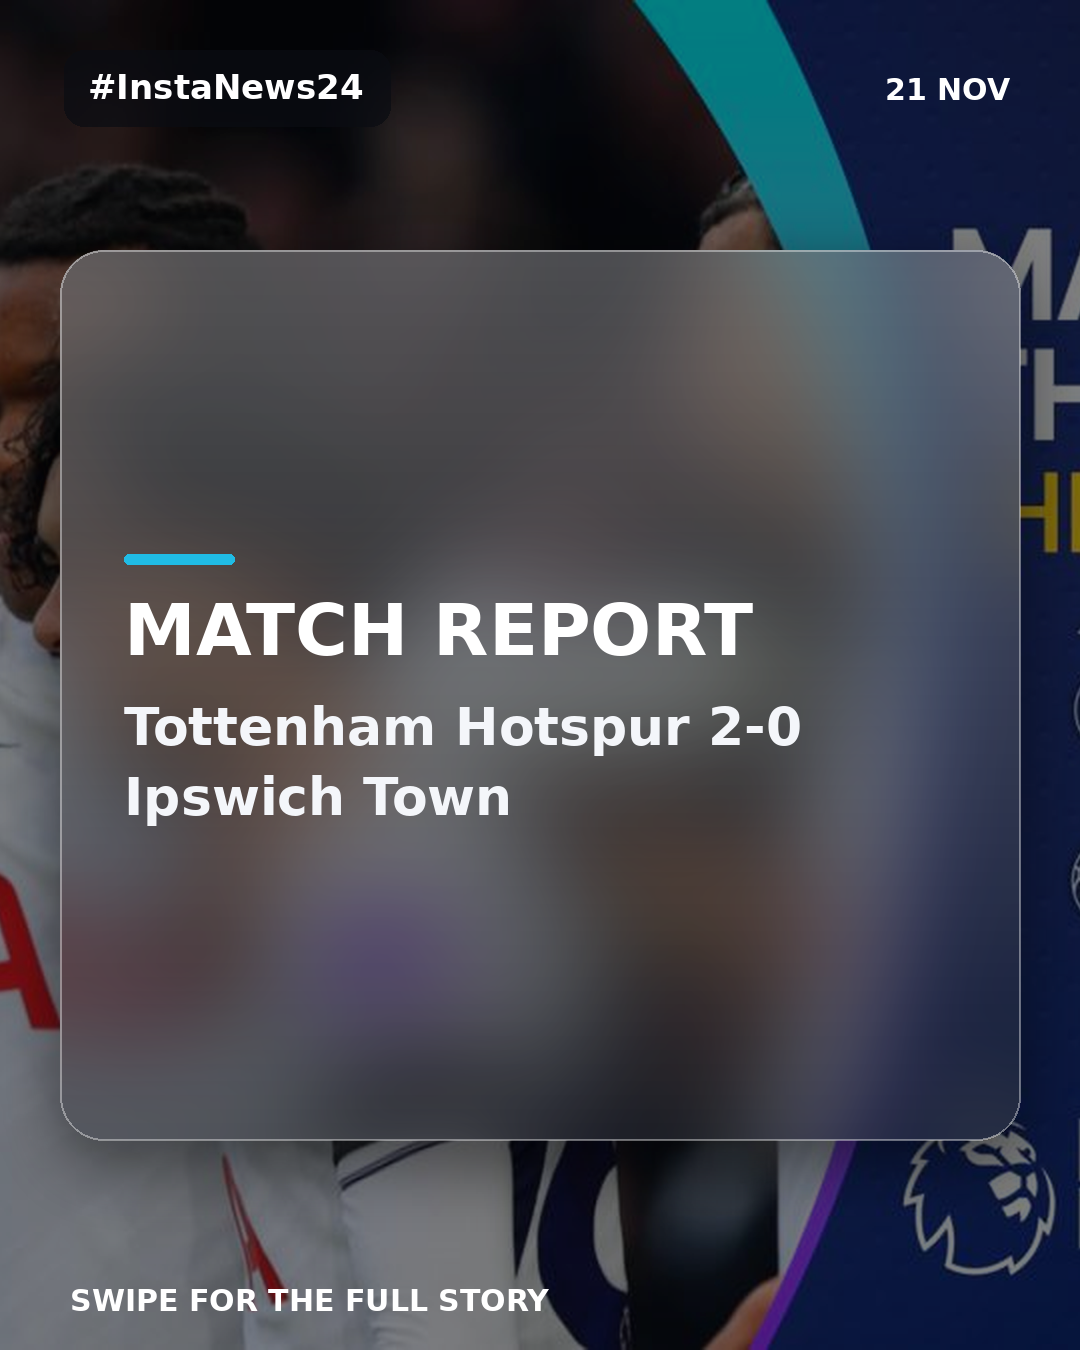 #InstaNews24
21 NOV
MATCH REPORT
Tottenham Hotspur 2-0
Ipswich Town
SWIPE FOR THE FULL STORY